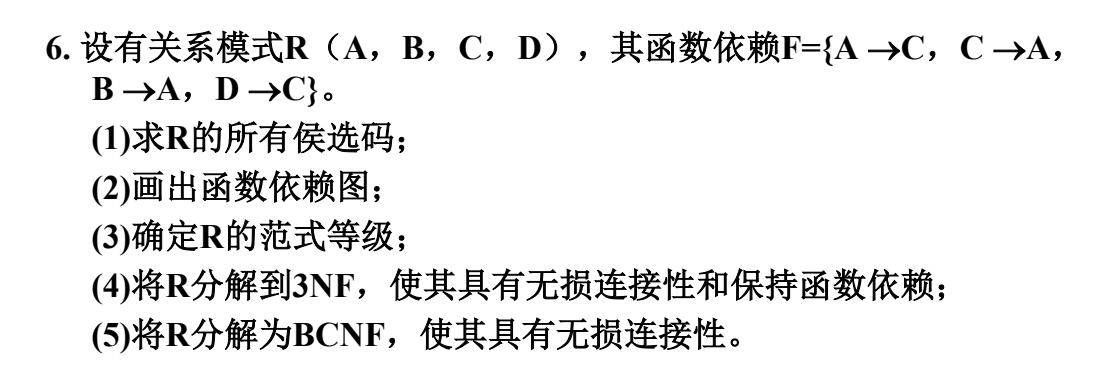 6. 设有关系模式R（A，B，C，D），其函数依赖F={A →C，C →A，
B →A，D →C}。
(1)求R的所有侯选码；
(2)画出函数依赖图；
(3)确定R的范式等级；
(4)将R分解到3NF，使其具有无损连接性和保持函数依赖；
(5)将R分解为BCNF，使其具有无损连接性。